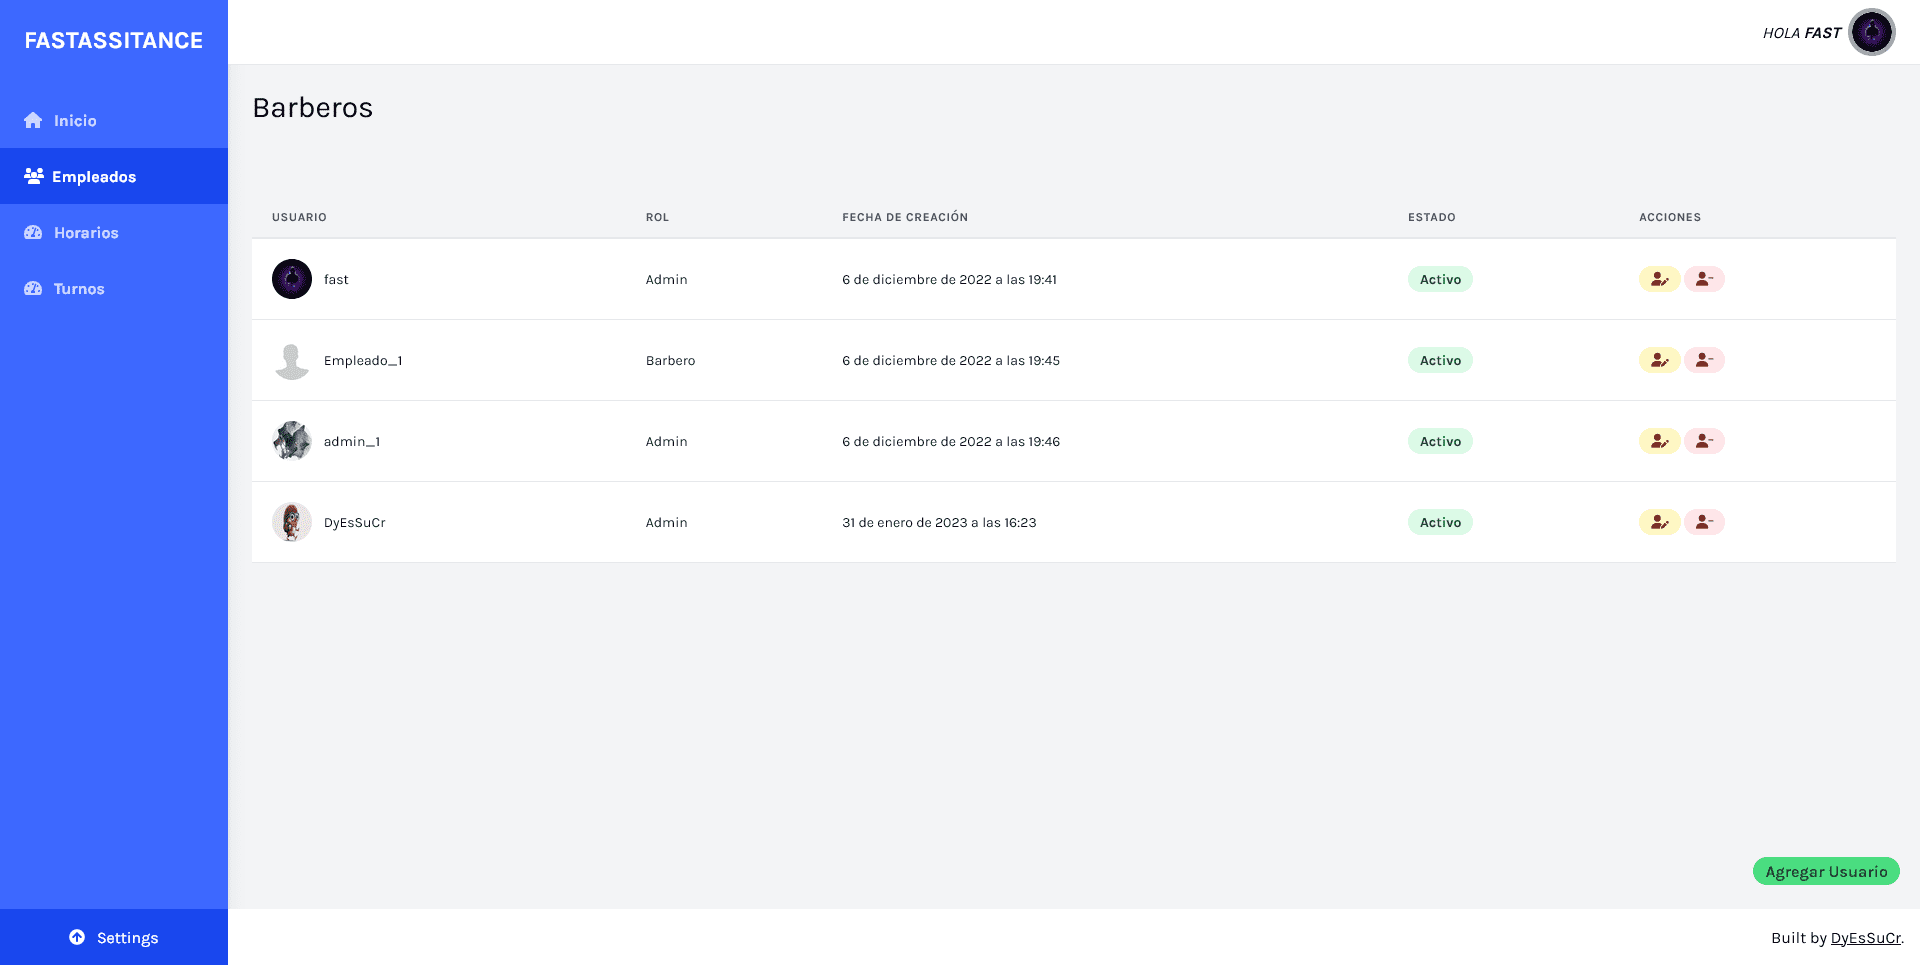 FASTASSITANCE
HOLA FAST
Inicio
Empleados
Horarios
Turnos
Barberos
USUARIO ROL FECHA DE CREACIÓN ESTADO ACCIONES
fast Admin 6 de diciembre de 2022 a las 19:41 Activo
Empleado_1 Barbero 6 de diciembre de 2022 a las 19:45 Activo
admin_1 Admin 6 de diciembre de 2022 a las 19:46 Activo
DyEsSuCr Admin 31 de enero de 2023 a las 16:23 Activo
Agregar Usuario
Settings
Built by DyEsSuCr.